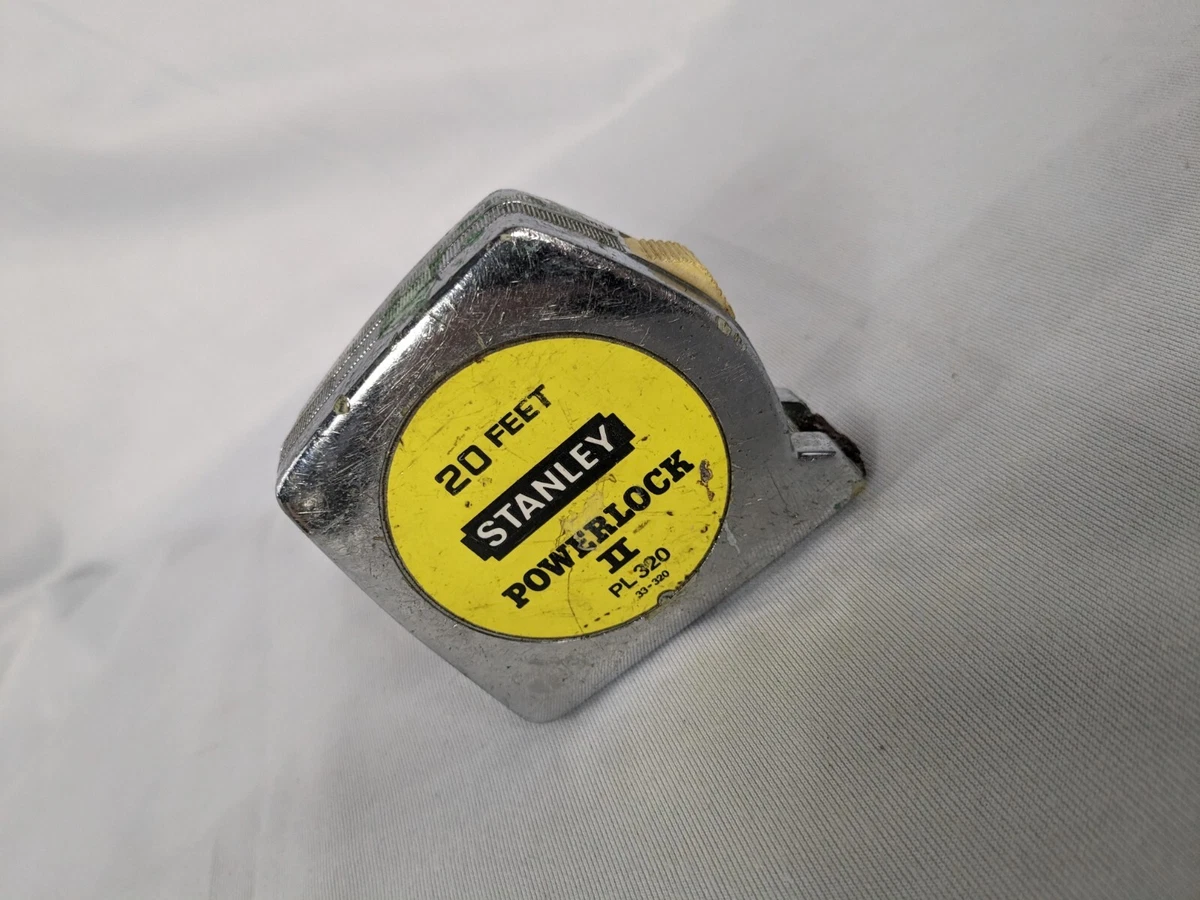 20 FEET
STANLEY
POWERLOCK
II
PL 320
33-320